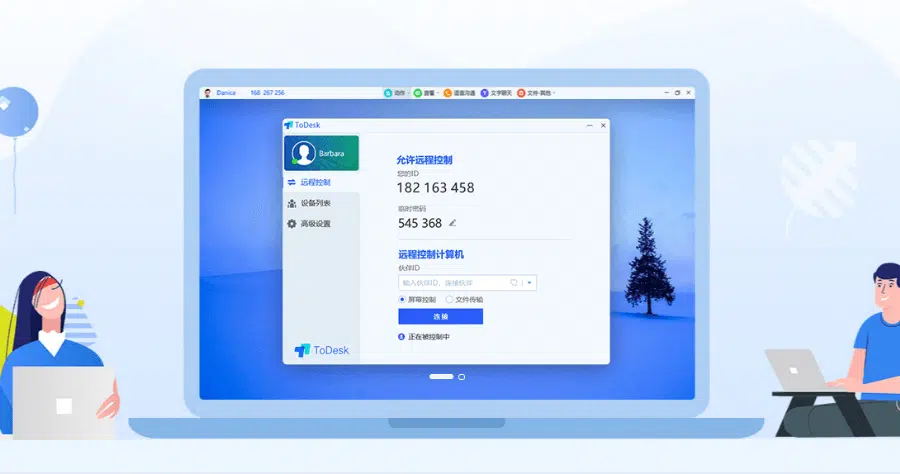 Danica 168 287 256 动作 查看 语音沟通 文字聊天 文件·其他
ToDesk
Barbara
远程控制
设备列表
高级设置
允许远程控制
您的ID
182 163 458
临时密码
545 368
远程控制计算机
伙伴ID
输入伙伴ID，连接伙伴
屏幕控制 文件传输
连接
正在被控制中
ToDesk